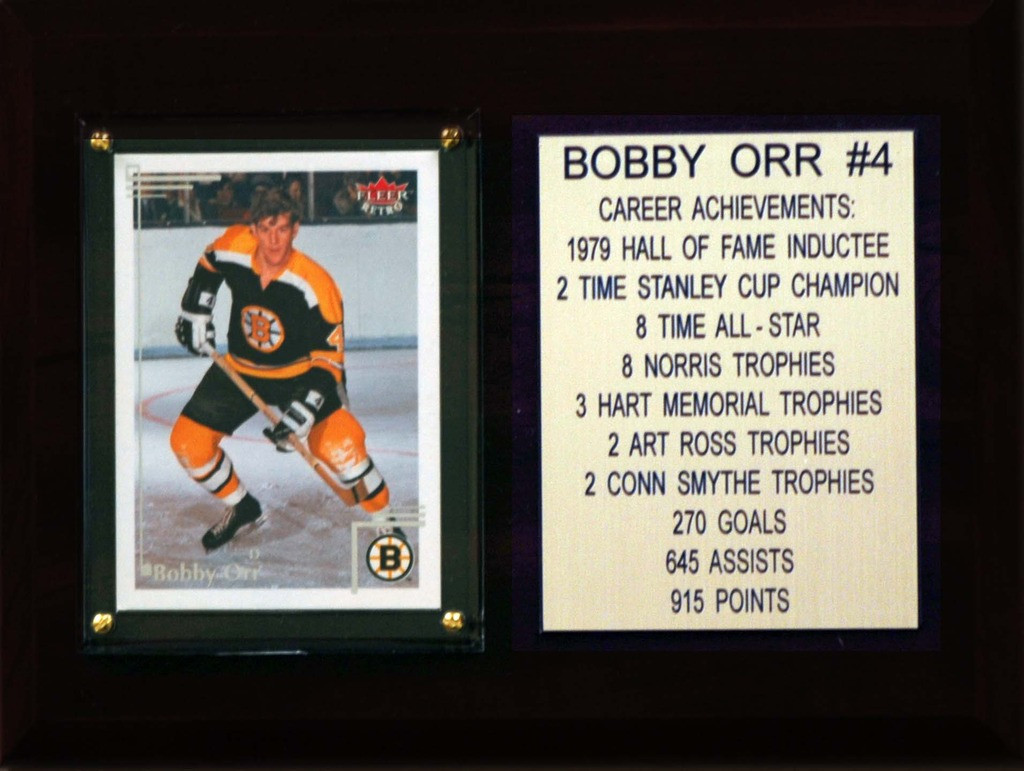 FLEER
RETRO
B
4
D
Bobby Orr
B
BOBBY ORR #4
CAREER ACHIEVEMENTS:
1979 HALL OF FAME INDUCTEE
2 TIME STANLEY CUP CHAMPION
8 TIME ALL-STAR
8 NORRIS TROPHIES
3 HART MEMORIAL TROPHIES
2 ART ROSS TROPHIES
2 CONN SMYTHE TROPHIES
270 GOALS
645 ASSISTS
915 POINTS